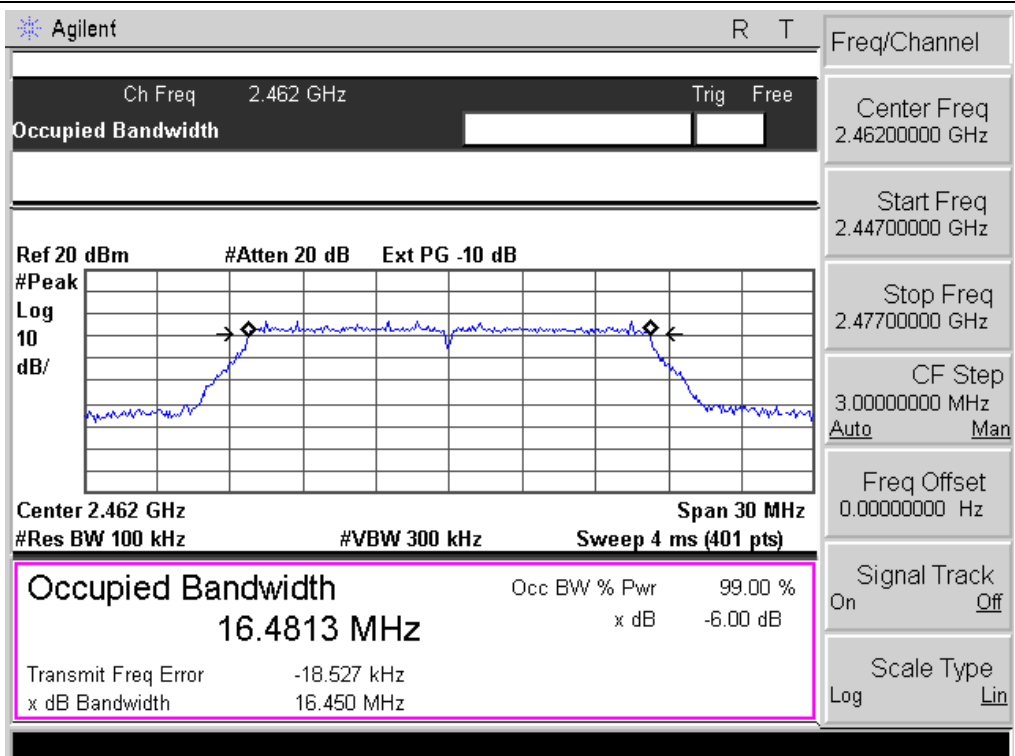 Agilent
R T
Ch Freq 2.462 GHz Trig Free
Occupied Bandwidth
Ref 20 dBm #Atten 20 dB Ext PG -10 dB
#Peak
Log
10
dB/
Center 2.462 GHz Span 30 MHz
#Res BW 100 kHz #VBW 300 kHz Sweep 4 ms (401 pts)
Occupied Bandwidth Occ BW % Pwr 99.00 %
16.4813 MHz x dB -6.00 dB
Transmit Freq Error -18.527 kHz
x dB Bandwidth 16.450 MHz
Freq/Channel
Center Freq
2.46200000 GHz
Start Freq
2.44700000 GHz
Stop Freq
2.47700000 GHz
CF Step
3.00000000 MHz
Auto Man
Freq Offset
0.00000000 Hz
Signal Track
On Off
Scale Type
Log Lin